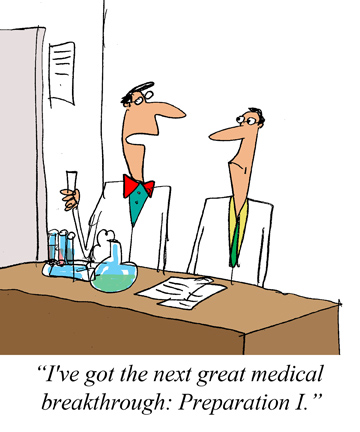 “I've got the next great medical
breakthrough: Preparation I.”